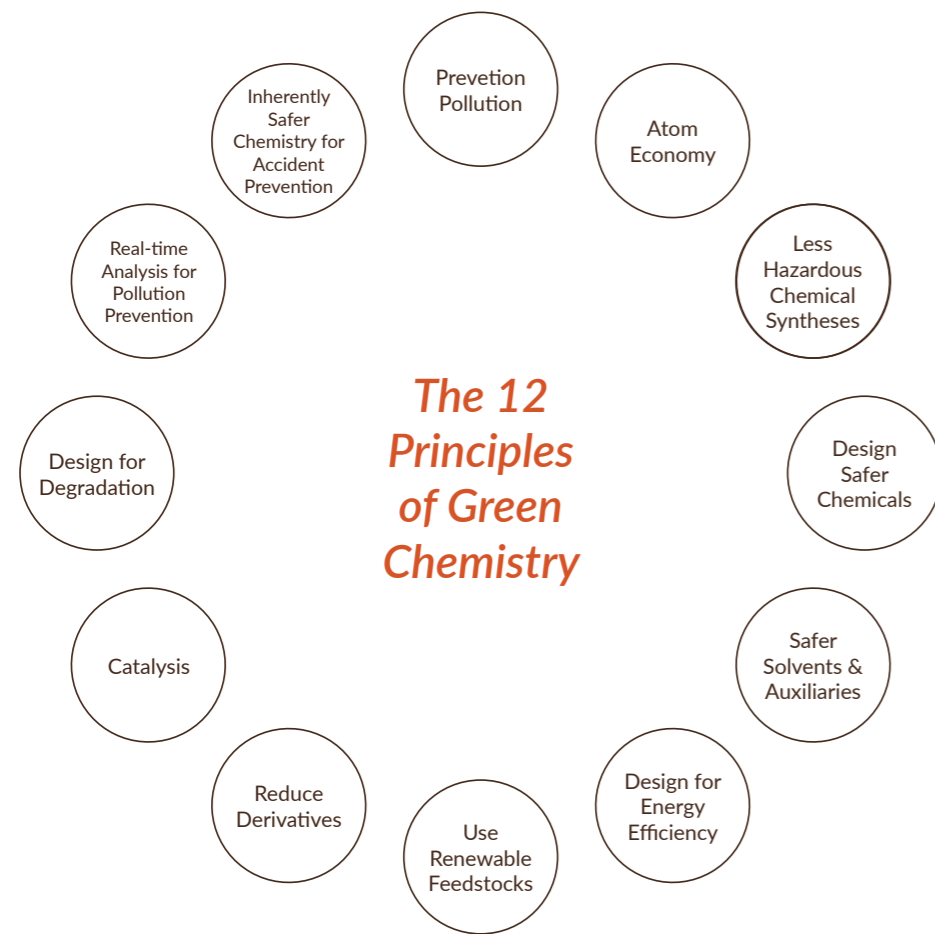 The 12
Principles
of Green
Chemistry
Prevetion
Pollution
Atom
Economy
Less
Hazardous
Chemical
Syntheses
Design
Safer
Chemicals
Safer
Solvents &
Auxiliaries
Design for
Energy
Efficiency
Use
Renewable
Feedstocks
Reduce
Derivatives
Catalysis
Design for
Degradation
Real-time
Analysis for
Pollution
Prevention
Inherently
Safer
Chemistry for
Accident
Prevention